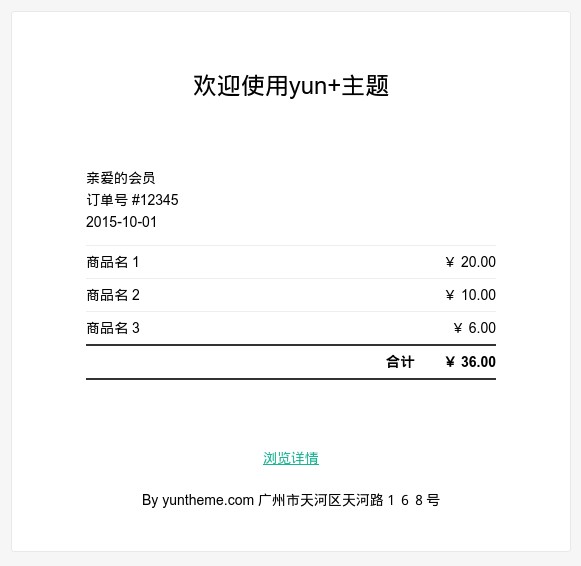 欢迎使用yun+主题
亲爱的会员
订单号 #12345
2015-10-01
商品名 1 ￥ 20.00
商品名 2 ￥ 10.00
商品名 3 ￥ 6.00
合计 ￥ 36.00
浏览详情
By yuntheme.com 广州市天河区天河路１６８号